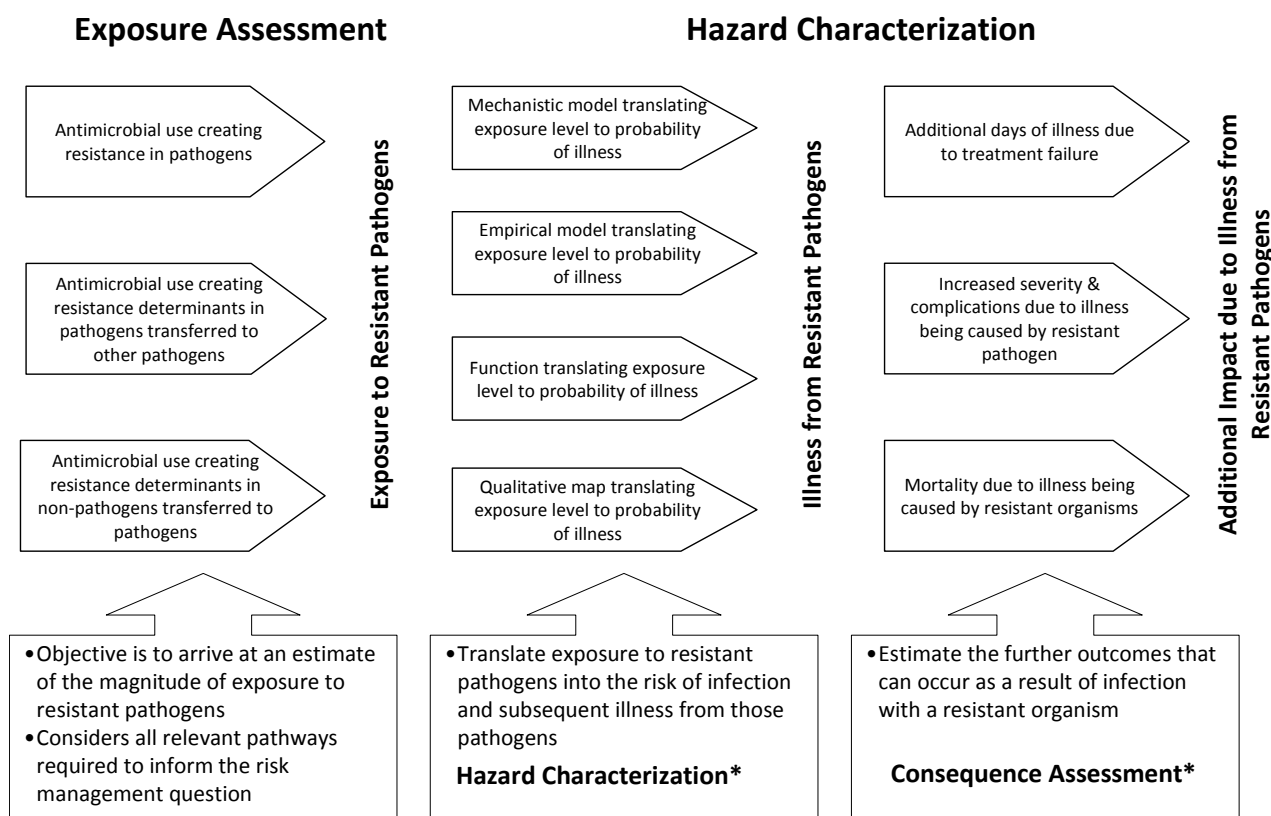 Exposure Assessment
Hazard Characterization
Antimicrobial use creating
resistance in pathogens
Antimicrobial use creating
resistance determinants in
pathogens transferred to
other pathogens
Antimicrobial use creating
resistance determinants in
non-pathogens transferred to
pathogens
Exposure to Resistant Pathogens
Mechanistic model translating
exposure level to probability
of illness
Empirical model translating
exposure level to probability
of illness
Function translating exposure
level to probability of illness
Qualitative map translating
exposure level to probability
of illness
Illness from Resistant Pathogens
Additional days of illness due
to treatment failure
Increased severity &
complications due to illness
being caused by resistant
pathogen
Mortality due to illness being
caused by resistant organisms
Additional Impact due to Illness from
Resistant Pathogens
•Objective is to arrive at an estimate
of the magnitude of exposure to
resistant pathogens
•Considers all relevant pathways
required to inform the risk
management question
•Translate exposure to resistant
pathogens into the risk of infection
and subsequent illness from those
pathogens
Hazard Characterization*
•Estimate the further outcomes that
can occur as a result of infection
with a resistant organism
Consequence Assessment*